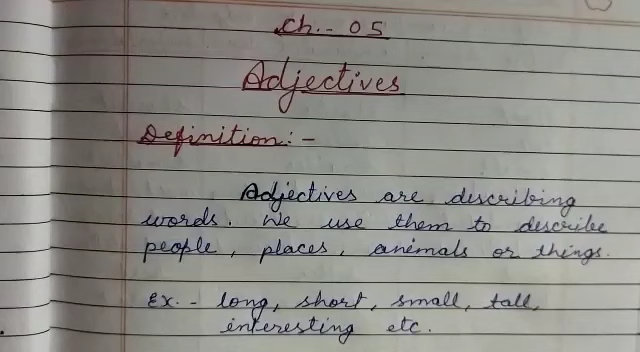 Ch.- 05
Adjectives
Definition:-
Adjectives are describing
words. We use them to describe
people, places, animals or things.
Ex.- long, short, small, tall,
interesting etc.